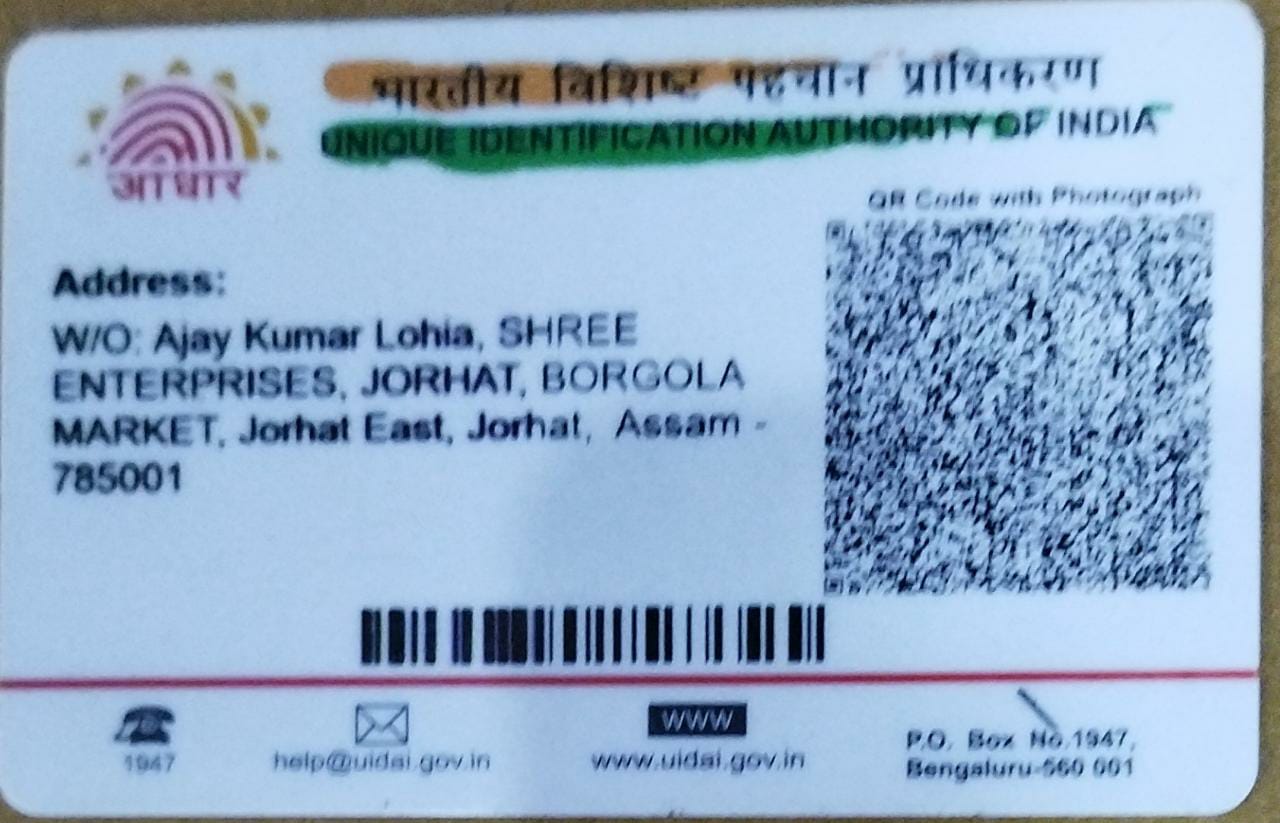 भारतीय विशिष्ट पहचान प्राधिकरण
UNIQUE IDENTIFICATION AUTHORITY OF INDIA
आधार
QR Code with Photograph
Address:
W/O: Ajay Kumar Lohia, SHREE
ENTERPRISES, JORHAT, BORGOLA
MARKET, Jorhat East, Jorhat, Assam -
785001
1947
help@uidai.gov.in
WWW
www.uidai.gov.in
P.O. Box No.1947,
Bengaluru-560 001